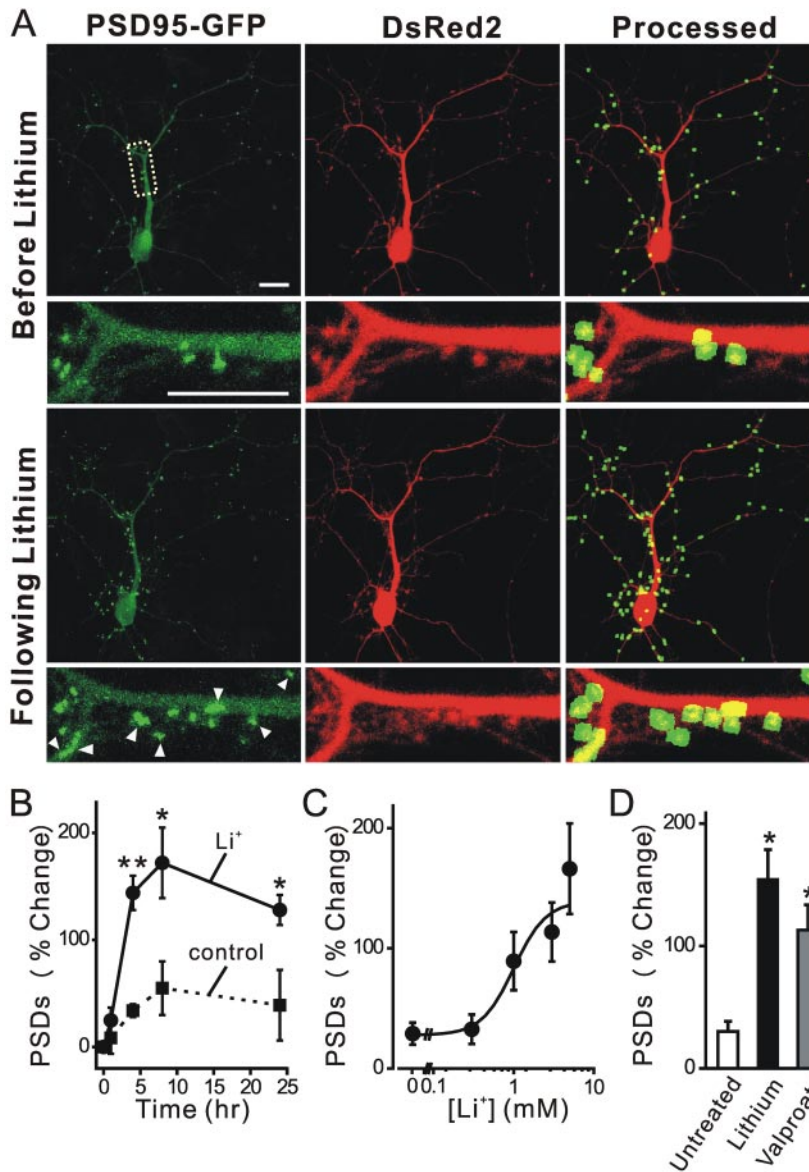 A
PSD95-GFP
DsRed2
Processed
Before Lithium
Following Lithium
B
PSDs ( % Change)
200
100
0
**
*
*
Li⁺
control
0
5
10
15
20
25
Time (hr)
C
PSDs ( % Change)
200
100
0
0
0.1
1
10
[Li⁺] (mM)
D
PSDs ( % Change)
200
100
0
*
*
Untreated
Lithium